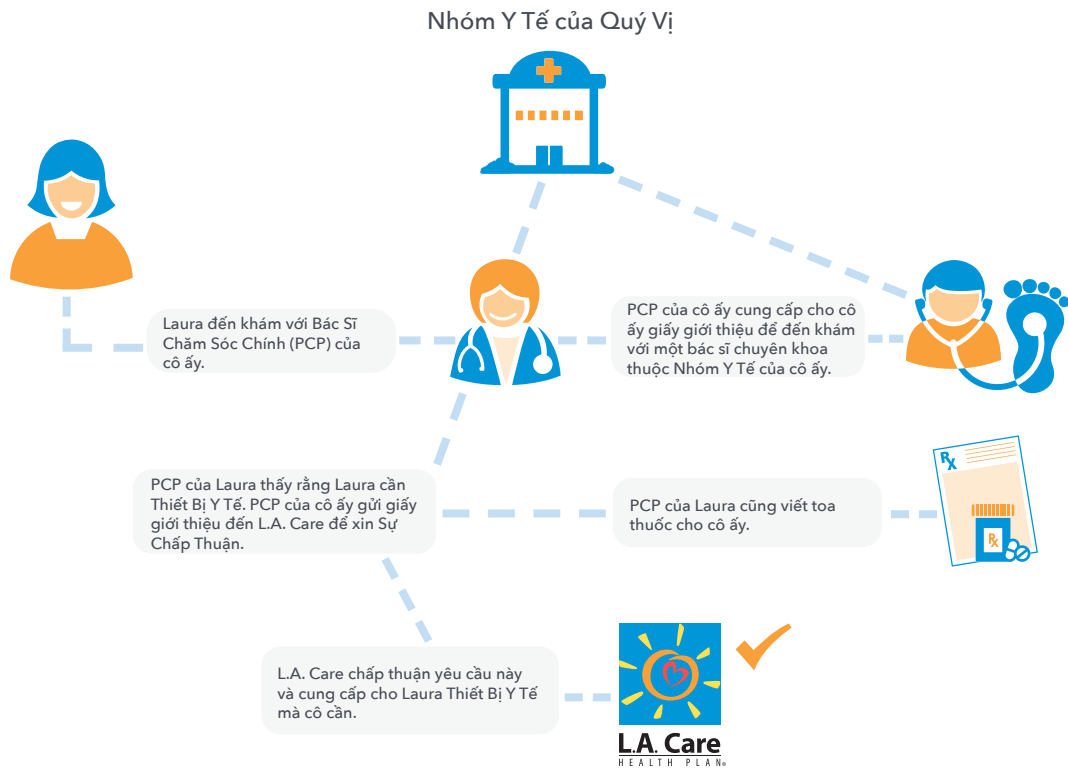 Nhóm Y Tế của Quý Vị
Laura đến khám với Bác Sĩ
Chăm Sóc Chính (PCP) của
cô ấy.
PCP của cô ấy cung cấp cho cô
ấy giấy giới thiệu để đến khám
với một bác sĩ chuyên khoa
thuộc Nhóm Y Tế của cô ấy.
PCP của Laura thấy rằng Laura cần
Thiết Bị Y Tế. PCP của cô ấy gửi giấy
giới thiệu đến L.A. Care để xin Sự
Chấp Thuận.
PCP của Laura cũng viết toa
thuốc cho cô ấy.
Rx
Rx
L.A. Care chấp thuận yêu cầu này
và cung cấp cho Laura Thiết Bị Y Tế
mà cô cần.
L.A. Care
HEALTH PLAN®